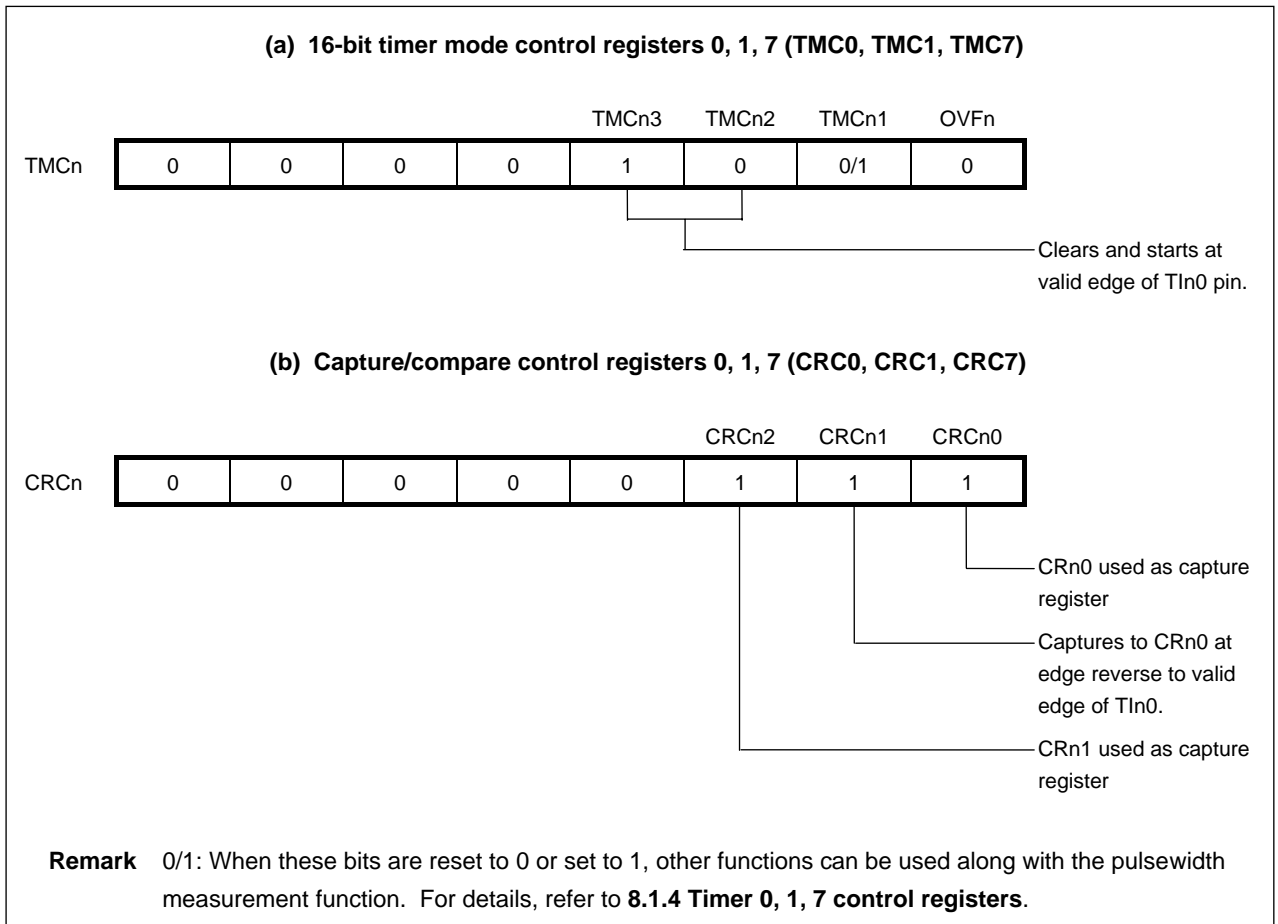 (a) 16-bit timer mode control registers 0, 1, 7 (TMC0, TMC1, TMC7)
TMCn3 TMCn2 TMCn1 OVFn
TMCn 0 0 0 0 1 0 0/1 0
Clears and starts at
valid edge of TIn0 pin.
(b) Capture/compare control registers 0, 1, 7 (CRC0, CRC1, CRC7)
CRCn2 CRCn1 CRCn0
CRCn 0 0 0 0 0 1 1 1
CRn0 used as capture
register
Captures to CRn0 at
edge reverse to valid
edge of TIn0.
CRn1 used as capture
register
Remark 0/1: When these bits are reset to 0 or set to 1, other functions can be used along with the pulsewidth
measurement function. For details, refer to 8.1.4 Timer 0, 1, 7 control registers.